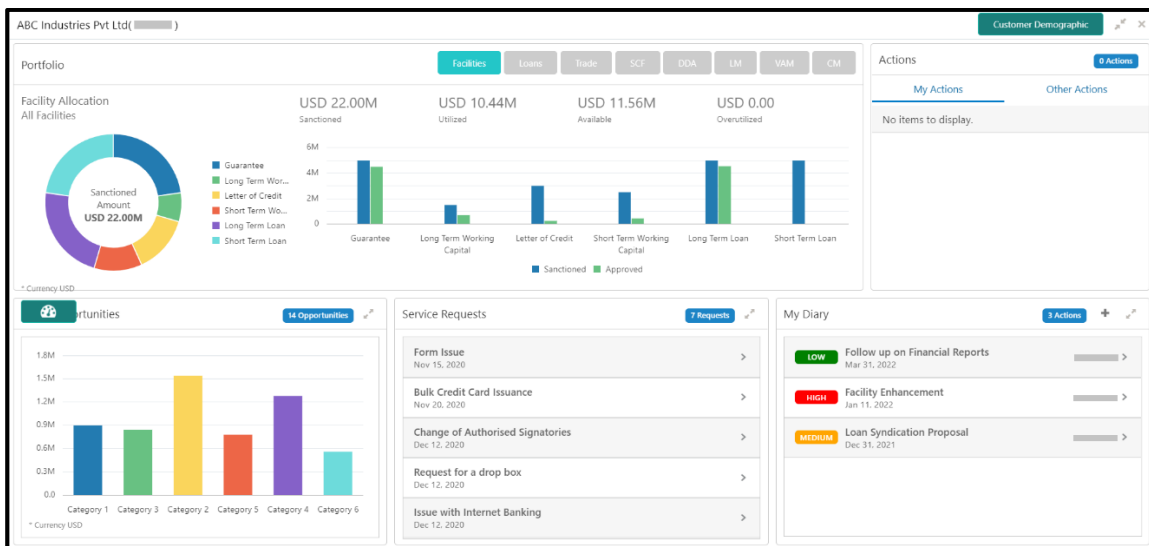 ABC Industries Pvt Ltd( )
Customer Demographic
Portfolio
Facilities Loans Trade SCF DDA LM VAM CM
Facility Allocation
All Facilities
Sanctioned
Amount
USD 22.00M
Guarantee
Long Term Wor...
Letter of Credit
Short Term Wo...
Long Term Loan
Short Term Loan
* Currency USD
USD 22.00M USD 10.44M USD 11.56M USD 0.00
Sanctioned Utilized Available Overutilized
6M
4M
2M
0
Guarantee Long Term Working Capital Letter of Credit Short Term Working Capital Long Term Loan Short Term Loan
Sanctioned Approved
Actions
0 Actions
My Actions Other Actions
No items to display.
rtunities
14 Opportunities
1.8M
1.5M
1.2M
0.9M
0.6M
0.3M
0.0
Category 1 Category 3 Category 2 Category 5 Category 4 Category 6
* Currency USD
Service Requests
7 Requests
Form Issue
Nov 15, 2020
Bulk Credit Card Issuance
Nov 20, 2020
Change of Authorised Signatories
Dec 12, 2020
Request for a drop box
Dec 12, 2020
Issue with Internet Banking
Dec 12, 2020
My Diary
3 Actions
LOW
Follow up on Financial Reports
Mar 31, 2022
HIGH
Facility Enhancement
Jan 11, 2022
MEDIUM
Loan Syndication Proposal
Dec 31, 2021